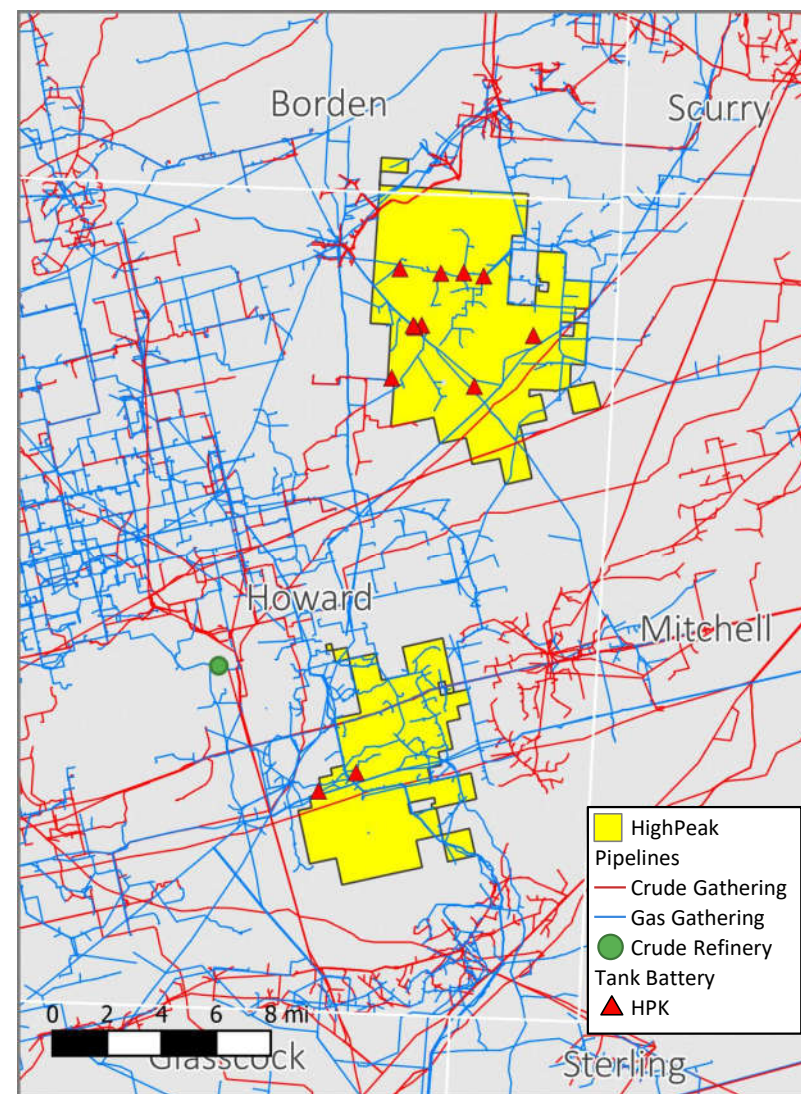 Borden
Scurry
Howard
Mitchell
HighPeak
Pipelines
Crude Gathering
Gas Gathering
Crude Refinery
Tank Battery
HPK
0 2 4 6 8 mi
Glasscock
Sterling